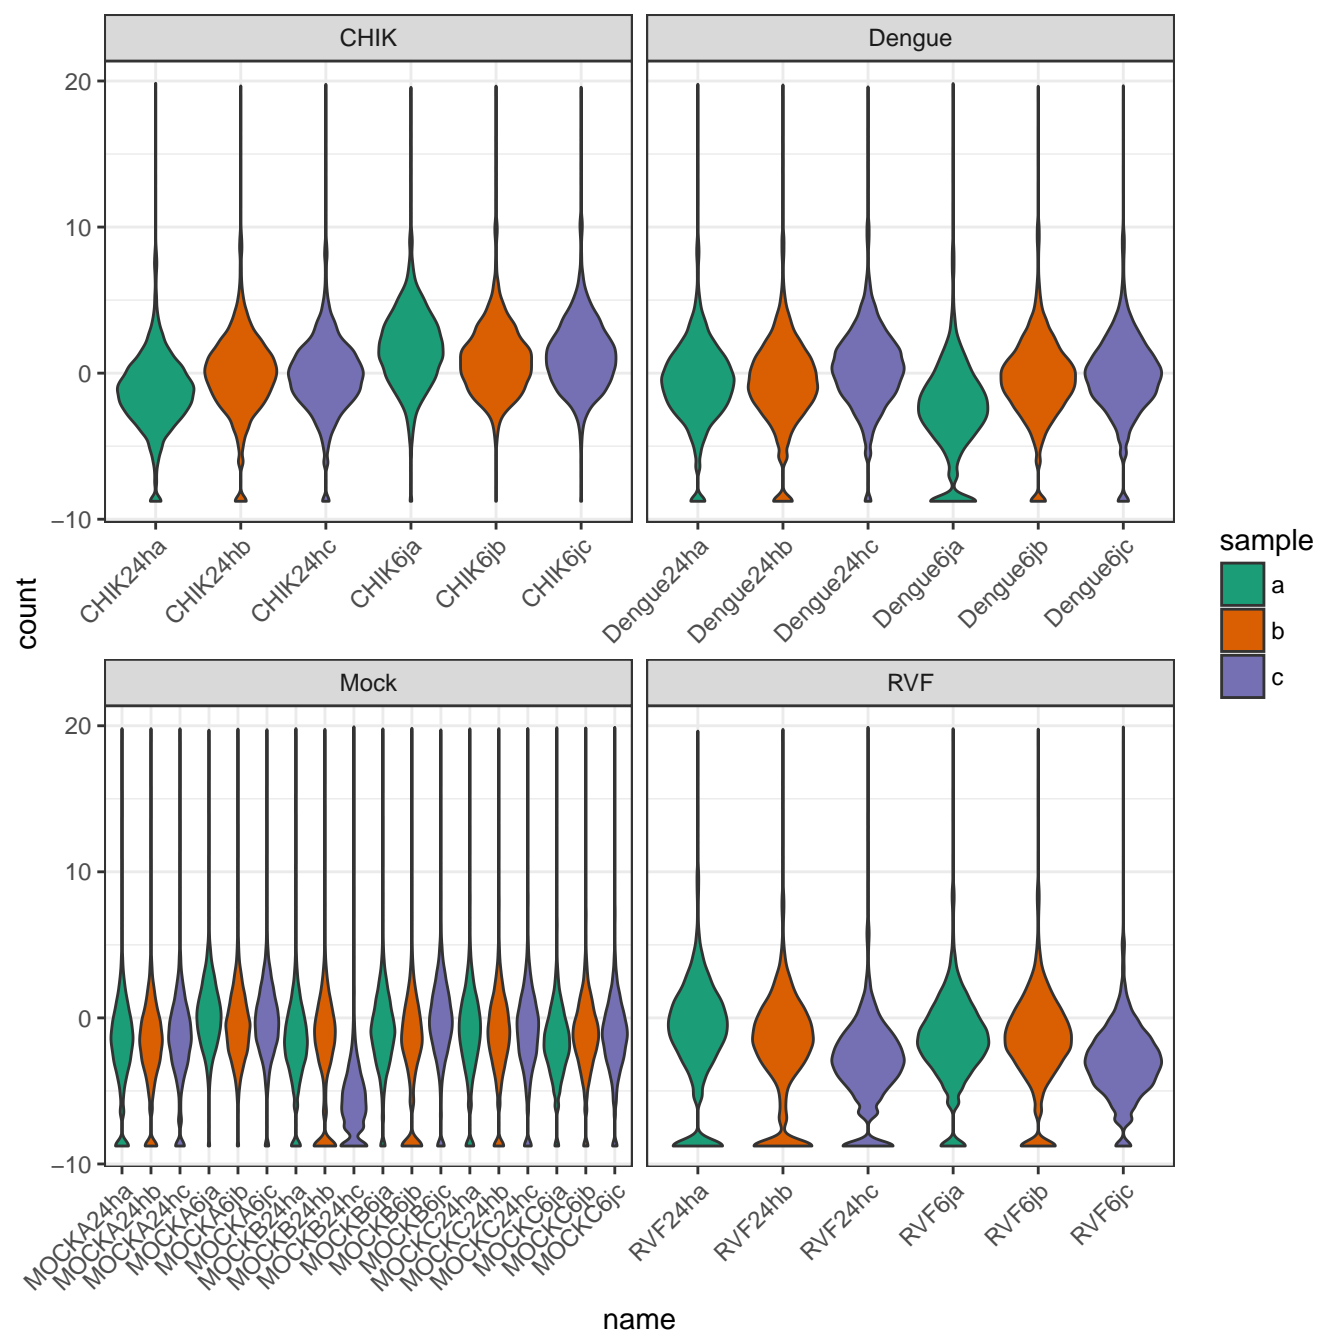 CHIK
Dengue
20
10
0
−10
CHIK24ha
CHIK24hb
CHIK24hc
CHIK6ja
CHIK6jb
CHIK6jc
Dengue24ha
Dengue24hb
Dengue24hc
Dengue6ja
Dengue6jb
Dengue6jc
count
sample
a
b
c
Mock
RVF
20
10
0
−10
MOCKA24ha
MOCKA24hb
MOCKA24hc
MOCKA6ja
MOCKA6jb
MOCKA6jc
MOCKB24ha
MOCKB24hb
MOCKB24hc
MOCKB6ja
MOCKB6jb
MOCKB6jc
MOCKC24ha
MOCKC24hb
MOCKC24hc
MOCKC6ja
MOCKC6jb
MOCKC6jc
RVF24ha
RVF24hb
RVF24hc
RVF6ja
RVF6jb
RVF6jc
name